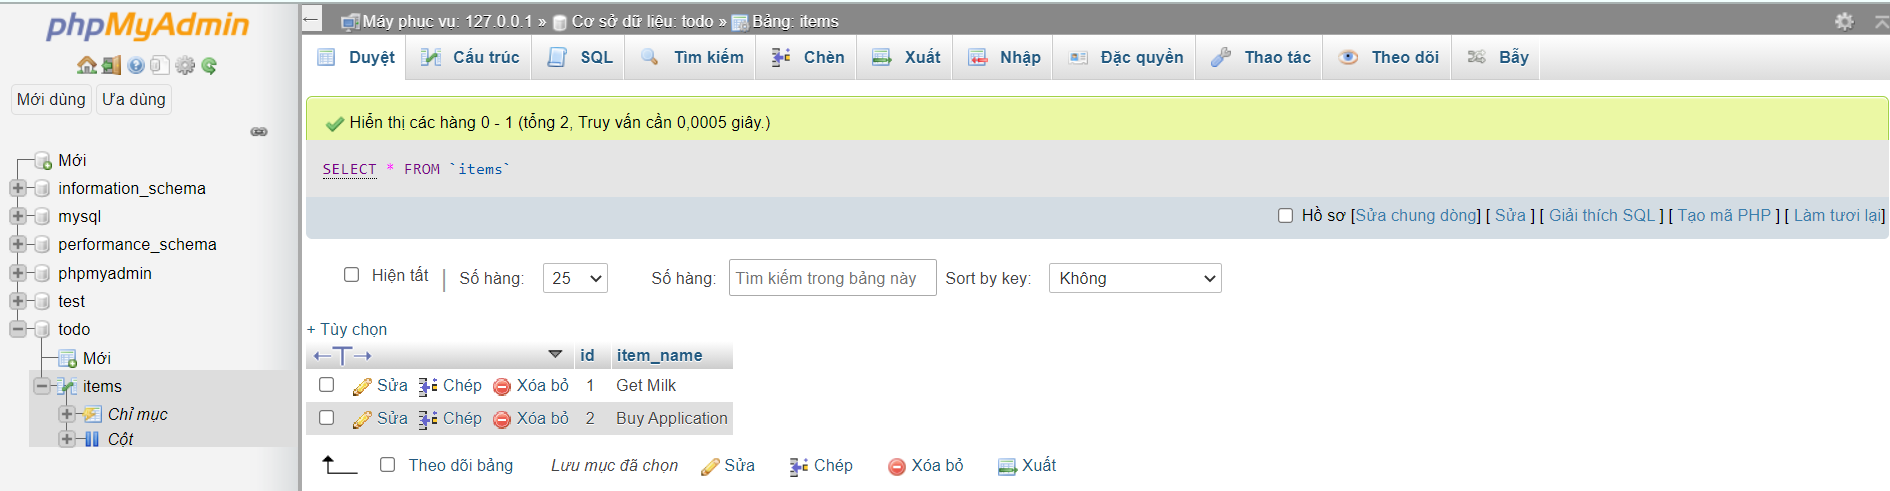 phpMyAdmin
Mới dùng Ưa dùng
Mới
information_schema
mysql
performance_schema
phpmyadmin
test
todo
Mới
items
Chỉ mục
Cột
Máy phục vụ: 127.0.0.1 » Cơ sở dữ liệu: todo » Bảng: items
Duyệt Cấu trúc SQL Tìm kiếm Chèn Xuất Nhập Đặc quyền Thao tác Theo dõi Bẫy
Hiển thị các hàng 0 - 1 (tổng 2, Truy vấn cần 0,0005 giây.)
SELECT * FROM `items`
Hồ sơ [Sửa chung dòng] [ Sửa ] [ Giải thích SQL ] [ Tạo mã PHP ] [ Làm tươi lại]
Hiện tất | Số hàng: 25 Số hàng: Tìm kiếm trong bảng này Sort by key: Không
+ Tùy chọn
←T→ id item_name
Sửa Chép Xóa bỏ 1 Get Milk
Sửa Chép Xóa bỏ 2 Buy Application
Theo dõi bảng Lưu mục đã chọn Sửa Chép Xóa bỏ Xuất